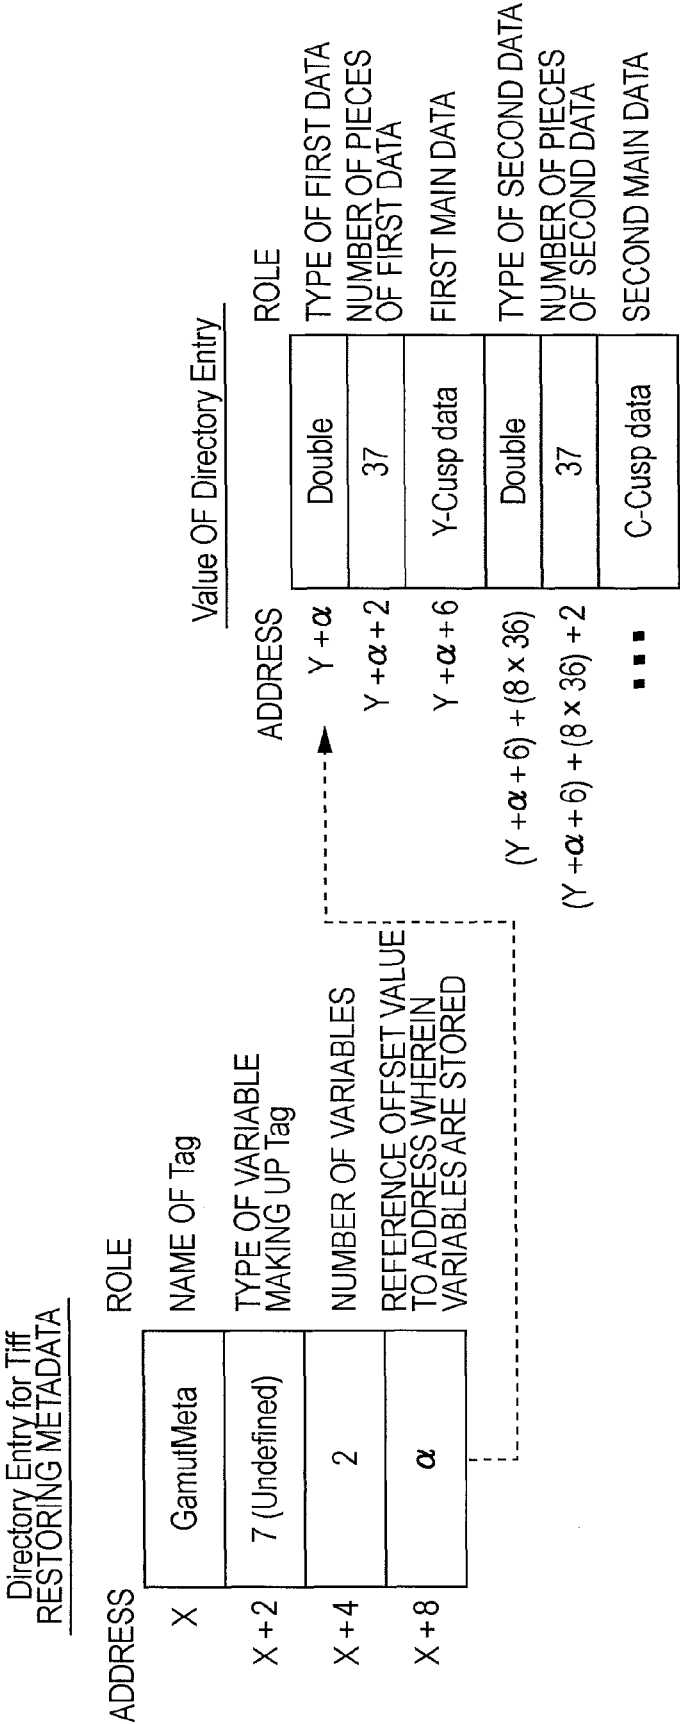 Directory Entry for Tiff
RESTORING METADATA
ADDRESS
ROLE
X
GamutMeta
NAME OF Tag
X + 2
7 (Undefined)
TYPE OF VARIABLE
MAKING UP Tag
X + 4
2
NUMBER OF VARIABLES
X + 8
α
REFERENCE OFFSET VALUE
TO ADDRESS WHEREIN
VARIABLES ARE STORED
Value OF Directory Entry
ADDRESS
ROLE
Y + α
Double
TYPE OF FIRST DATA
Y + α + 2
37
NUMBER OF PIECES
OF FIRST DATA
Y + α + 6
Y-Cusp data
FIRST MAIN DATA
(Y + α + 6) + (8 × 36)
Double
TYPE OF SECOND DATA
(Y + α + 6) + (8 × 36) + 2
37
NUMBER OF PIECES
OF SECOND DATA
...
C-Cusp data
SECOND MAIN DATA